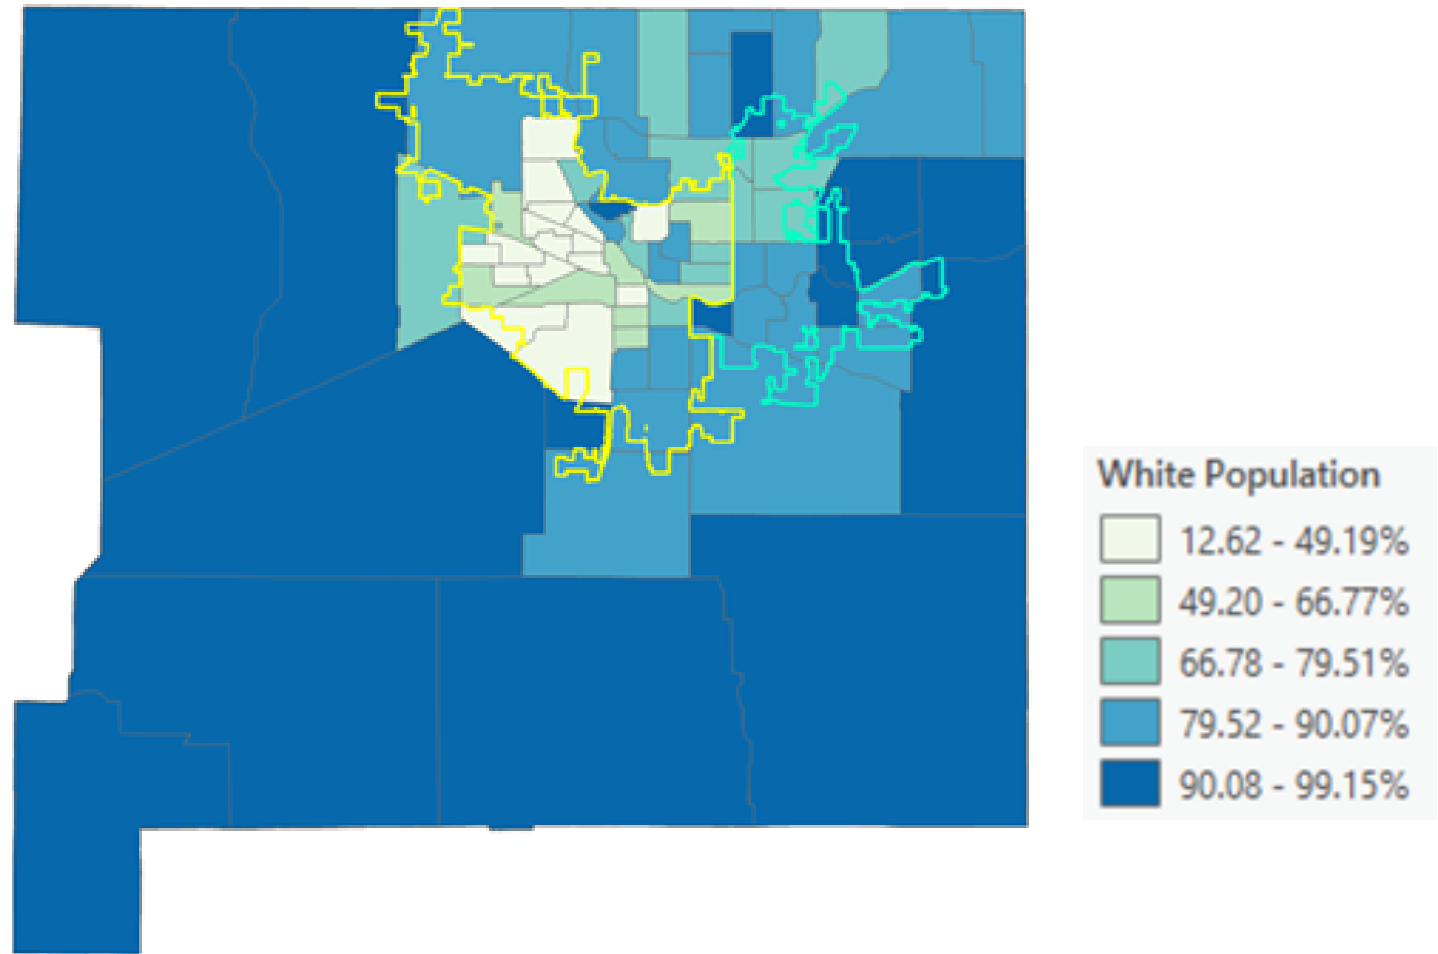 White Population
12.62 - 49.19%
49.20 - 66.77%
66.78 - 79.51%
79.52 - 90.07%
90.08 - 99.15%